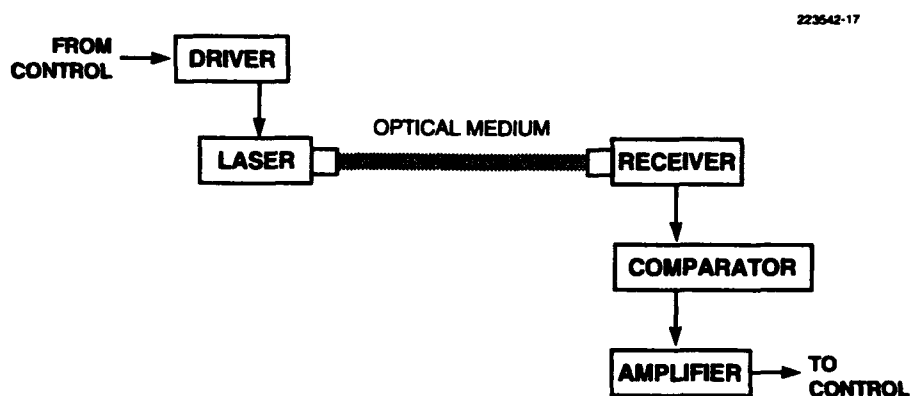 223542-17
FROM
CONTROL
DRIVER
OPTICAL MEDIUM
LASER
RECEIVER
COMPARATOR
AMPLIFIER
TO
CONTROL